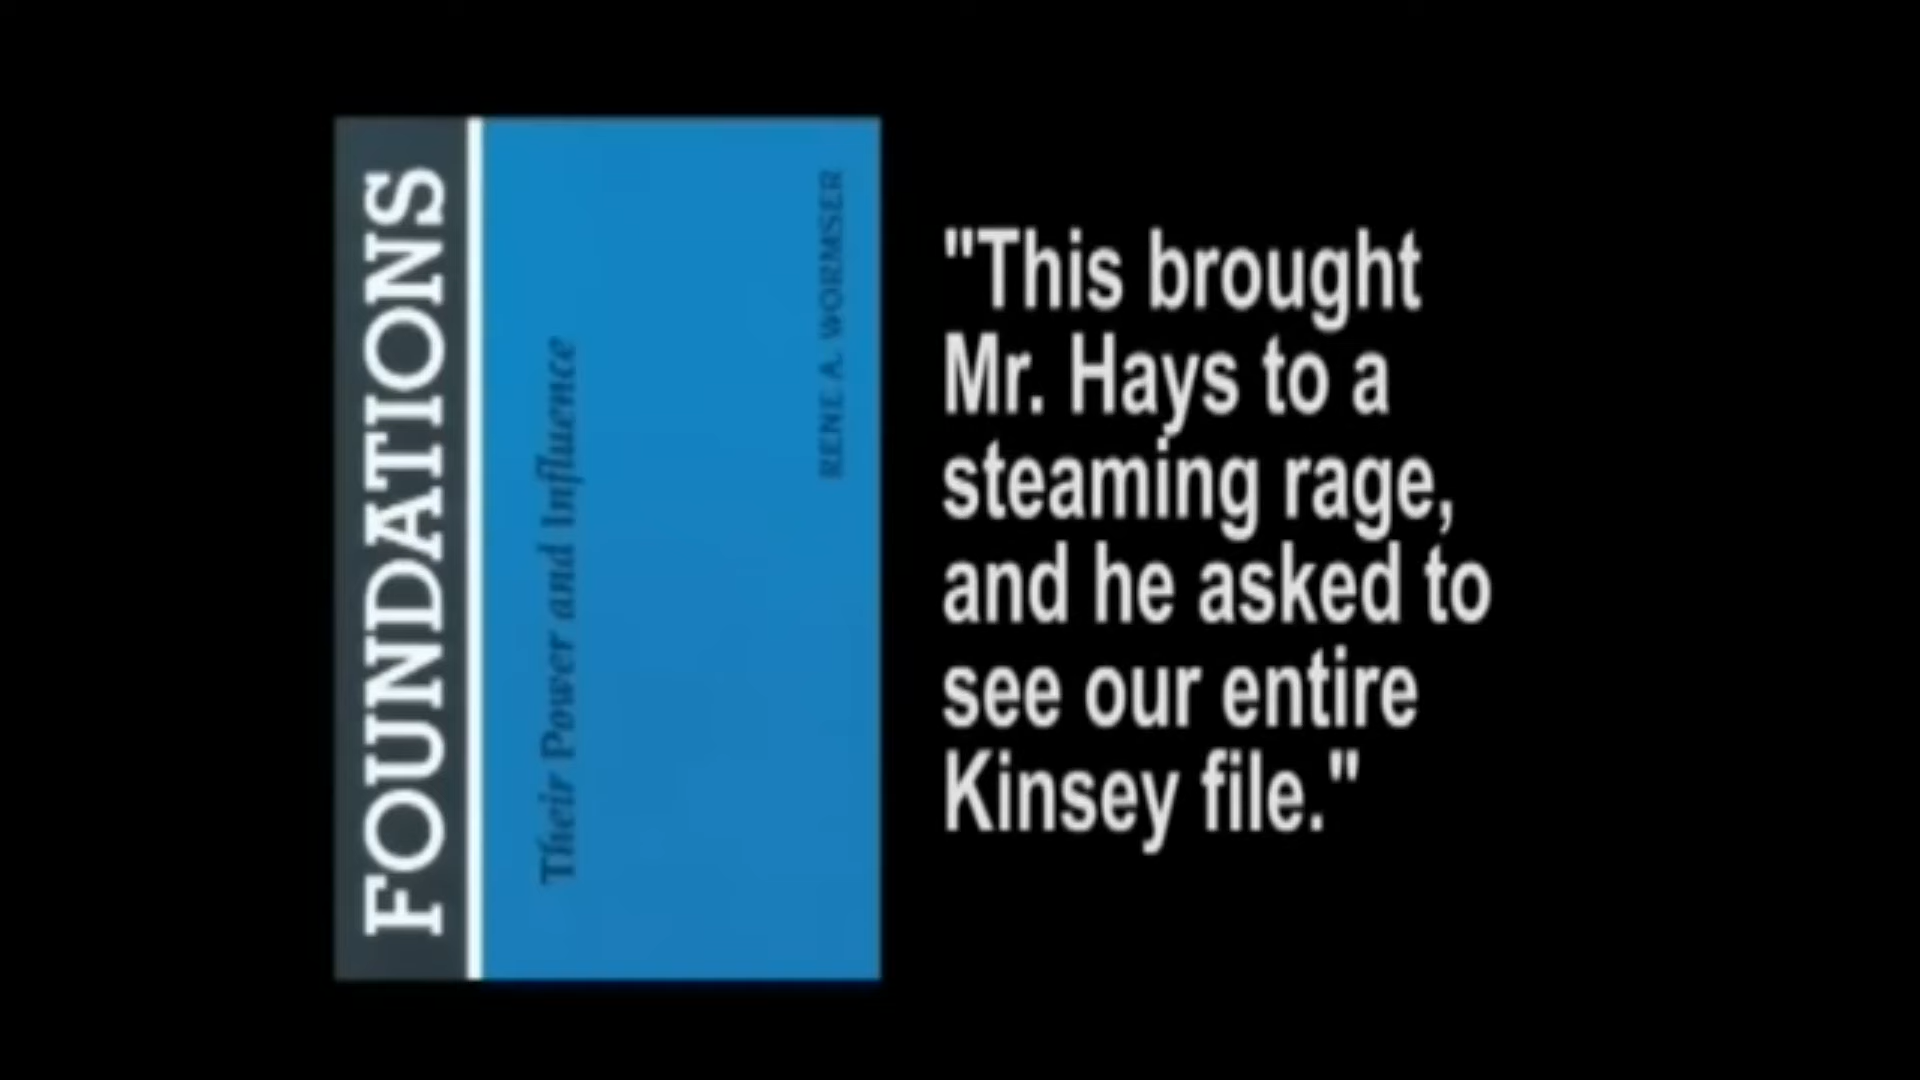 FOUNDATIONS
Their Power and Influence
RENE A. WORMSER
"This brought
Mr. Hays to a
steaming rage,
and he asked to
see our entire
Kinsey file."